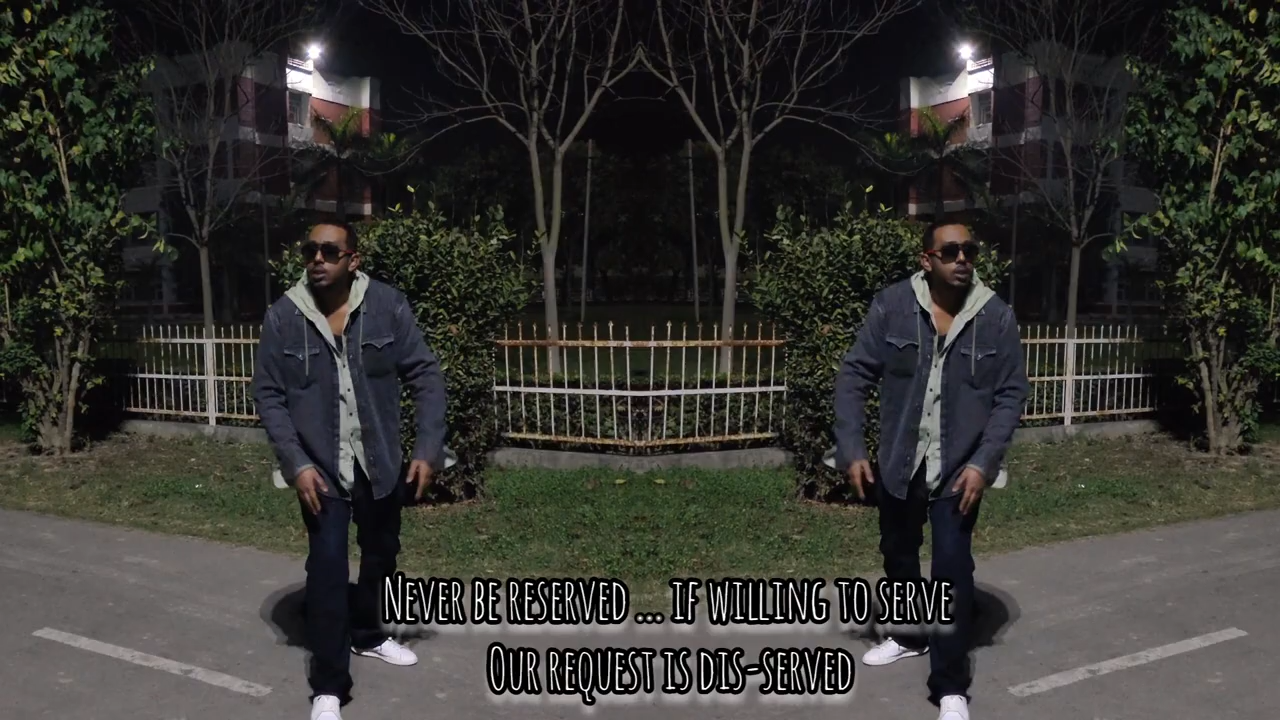 Never be reserved ... if willing to serve
Our request is dis-served